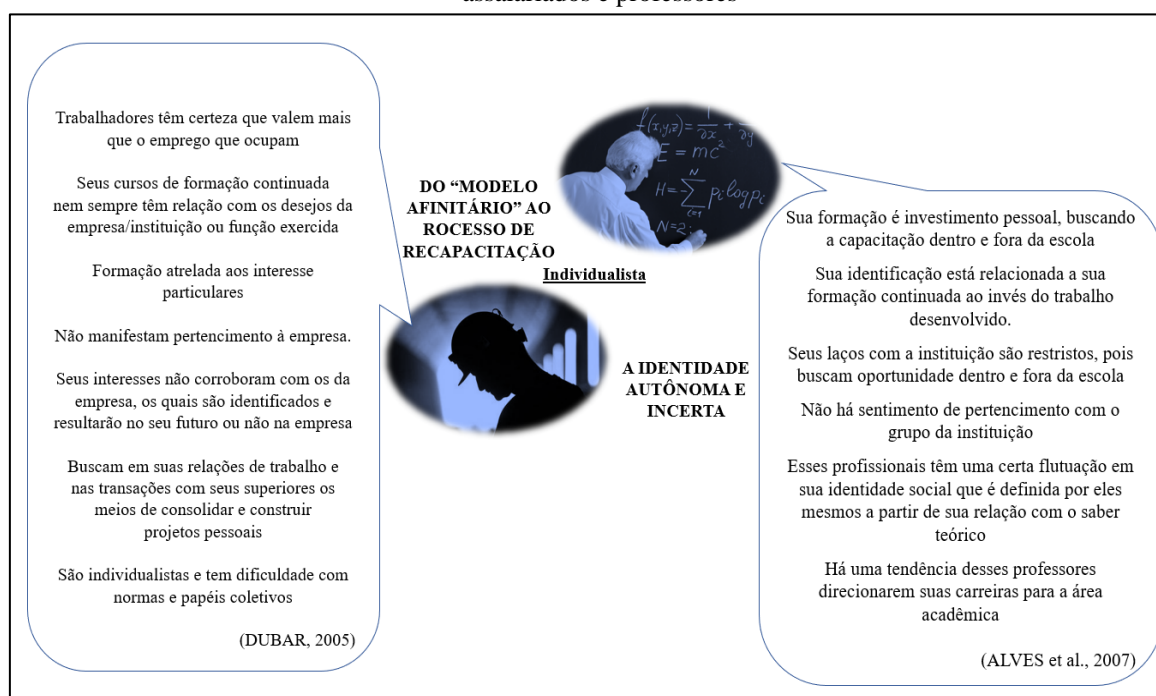 assalariados e professores
Trabalhadores têm certeza que valem mais
que o emprego que ocupam
Seus cursos de formação continuada
nem sempre têm relação com os desejos da
empresa/instituição ou função exercida
Formação atrelada aos interesse
particulares
Não manifestam pertencimento à empresa.
Seus interesses não corroboram com os da
empresa, os quais são identificados e
resultarão no seu futuro ou não na empresa
Buscam em suas relações de trabalho e
nas transações com seus superiores os
meios de consolidar e construir
projetos pessoais
São individualistas e tem dificuldade com
normas e papéis coletivos
(DUBAR, 2005)
DO “MODELO
AFINITÁRIO” AO
ROCESSO DE
RECAPACITAÇÃO
Individualista
A IDENTIDADE
AUTÔNOMA E
INCERTA
E = mc²
N=2:
Sua formação é investimento pessoal, buscando
a capacitação dentro e fora da escola
Sua identificação está relacionada a sua
formação continuada ao invés do trabalho
desenvolvido.
Seus laços com a instituição são restristos, pois
buscam oportunidade dentro e fora da escola
Não há sentimento de pertencimento com o
grupo da instituição
Esses profissionais têm uma certa flutuação em
sua identidade social que é definida por eles
mesmos a partir de sua relação com o saber
teórico
Há uma tendência desses professores
direcionarem suas carreiras para a área
acadêmica
(ALVES et al., 2007)